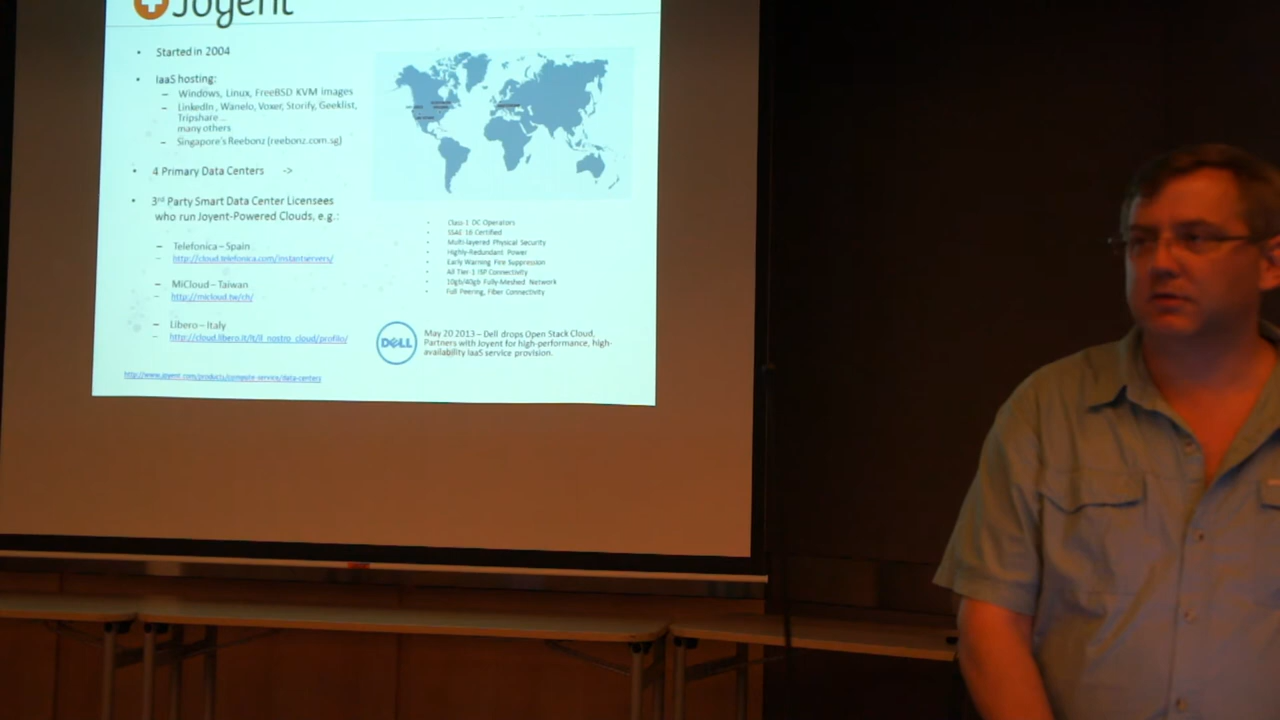 Joyent
Started in 2004
IaaS hosting:
Windows, Linux, FreeBSD KVM images
LinkedIn, Wanelo, Voxer, Storify, Geeklist,
Tripshare...
many others
Singapore's Reebonz (reebonz.com.sg)
4 Primary Data Centers ->
3rd Party Smart Data Center Licensees
who run Joyent-Powered Clouds, e.g.:
Telefonica – Spain
http://cloud.telefonica.com/instantservers/
MiCloud – Taiwan
http://micloud.tw/ch/
Libero – Italy
http://cloud.libero.it/it/il_nostro_cloud/profilo/
http://www.joyent.com/products/compute-service/data-centers
Class-1 DC Operators
SSAE 16 Certified
Multi-layered Physical Security
Highly-Redundant Power
Early Warning Fire Suppression
All Tier-1 ISP Connectivity
10gb/40gb Fully-Meshed Network
Full Peering, Fiber Connectivity
DELL
May 20 2013 – Dell drops Open Stack Cloud,
Partners with Joyent for high-performance, high-
availability IaaS service provision.